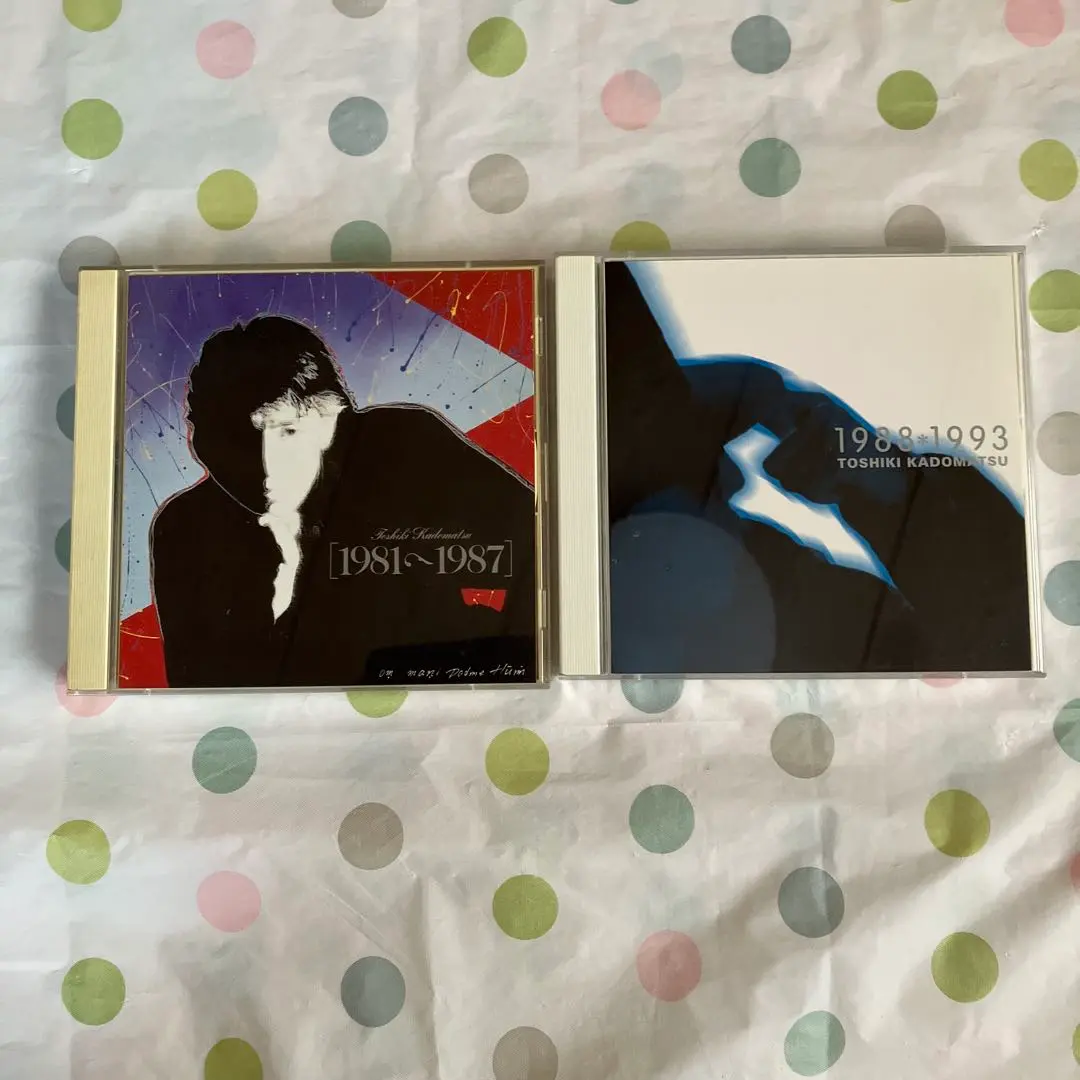 Toshiki Kadomatsu
[1981~1987]
om mani Padme Hūm
1988*1993
TOSHIKI KADOMATSU